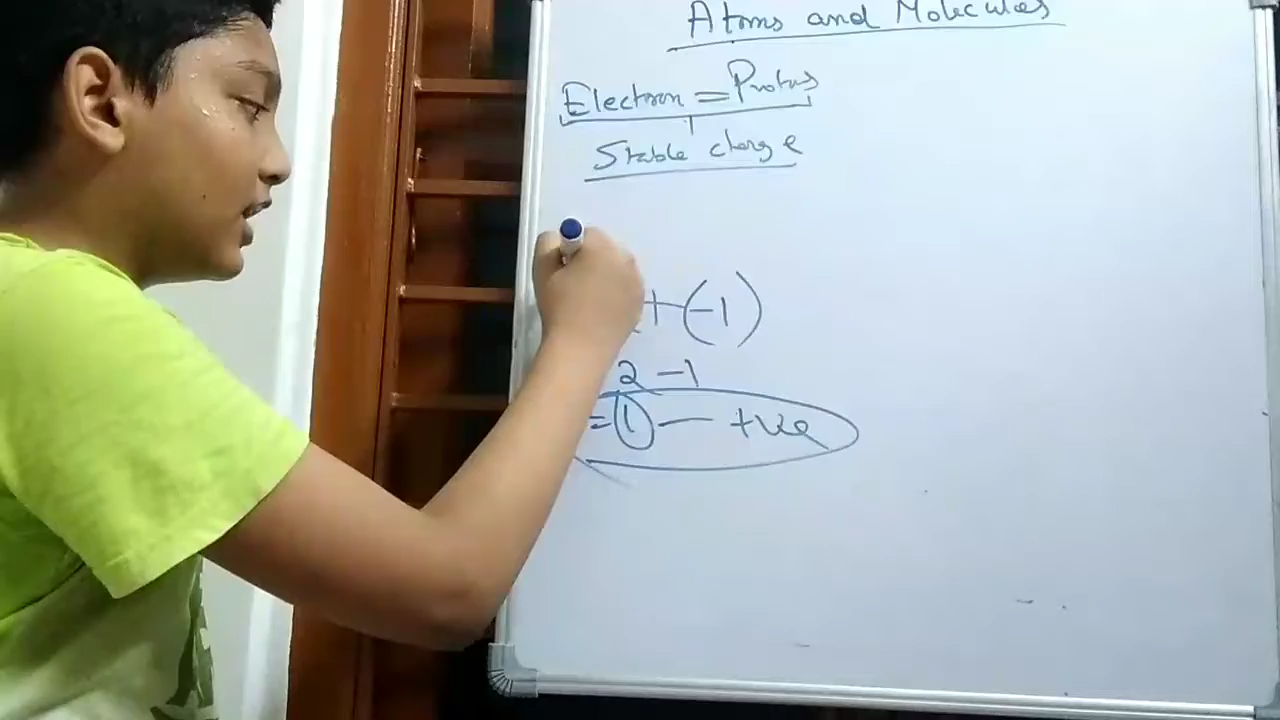 Atoms and Molecules
Electron = Protons
Stable charge
+ (-1)
2 -1
= 1 — +ve